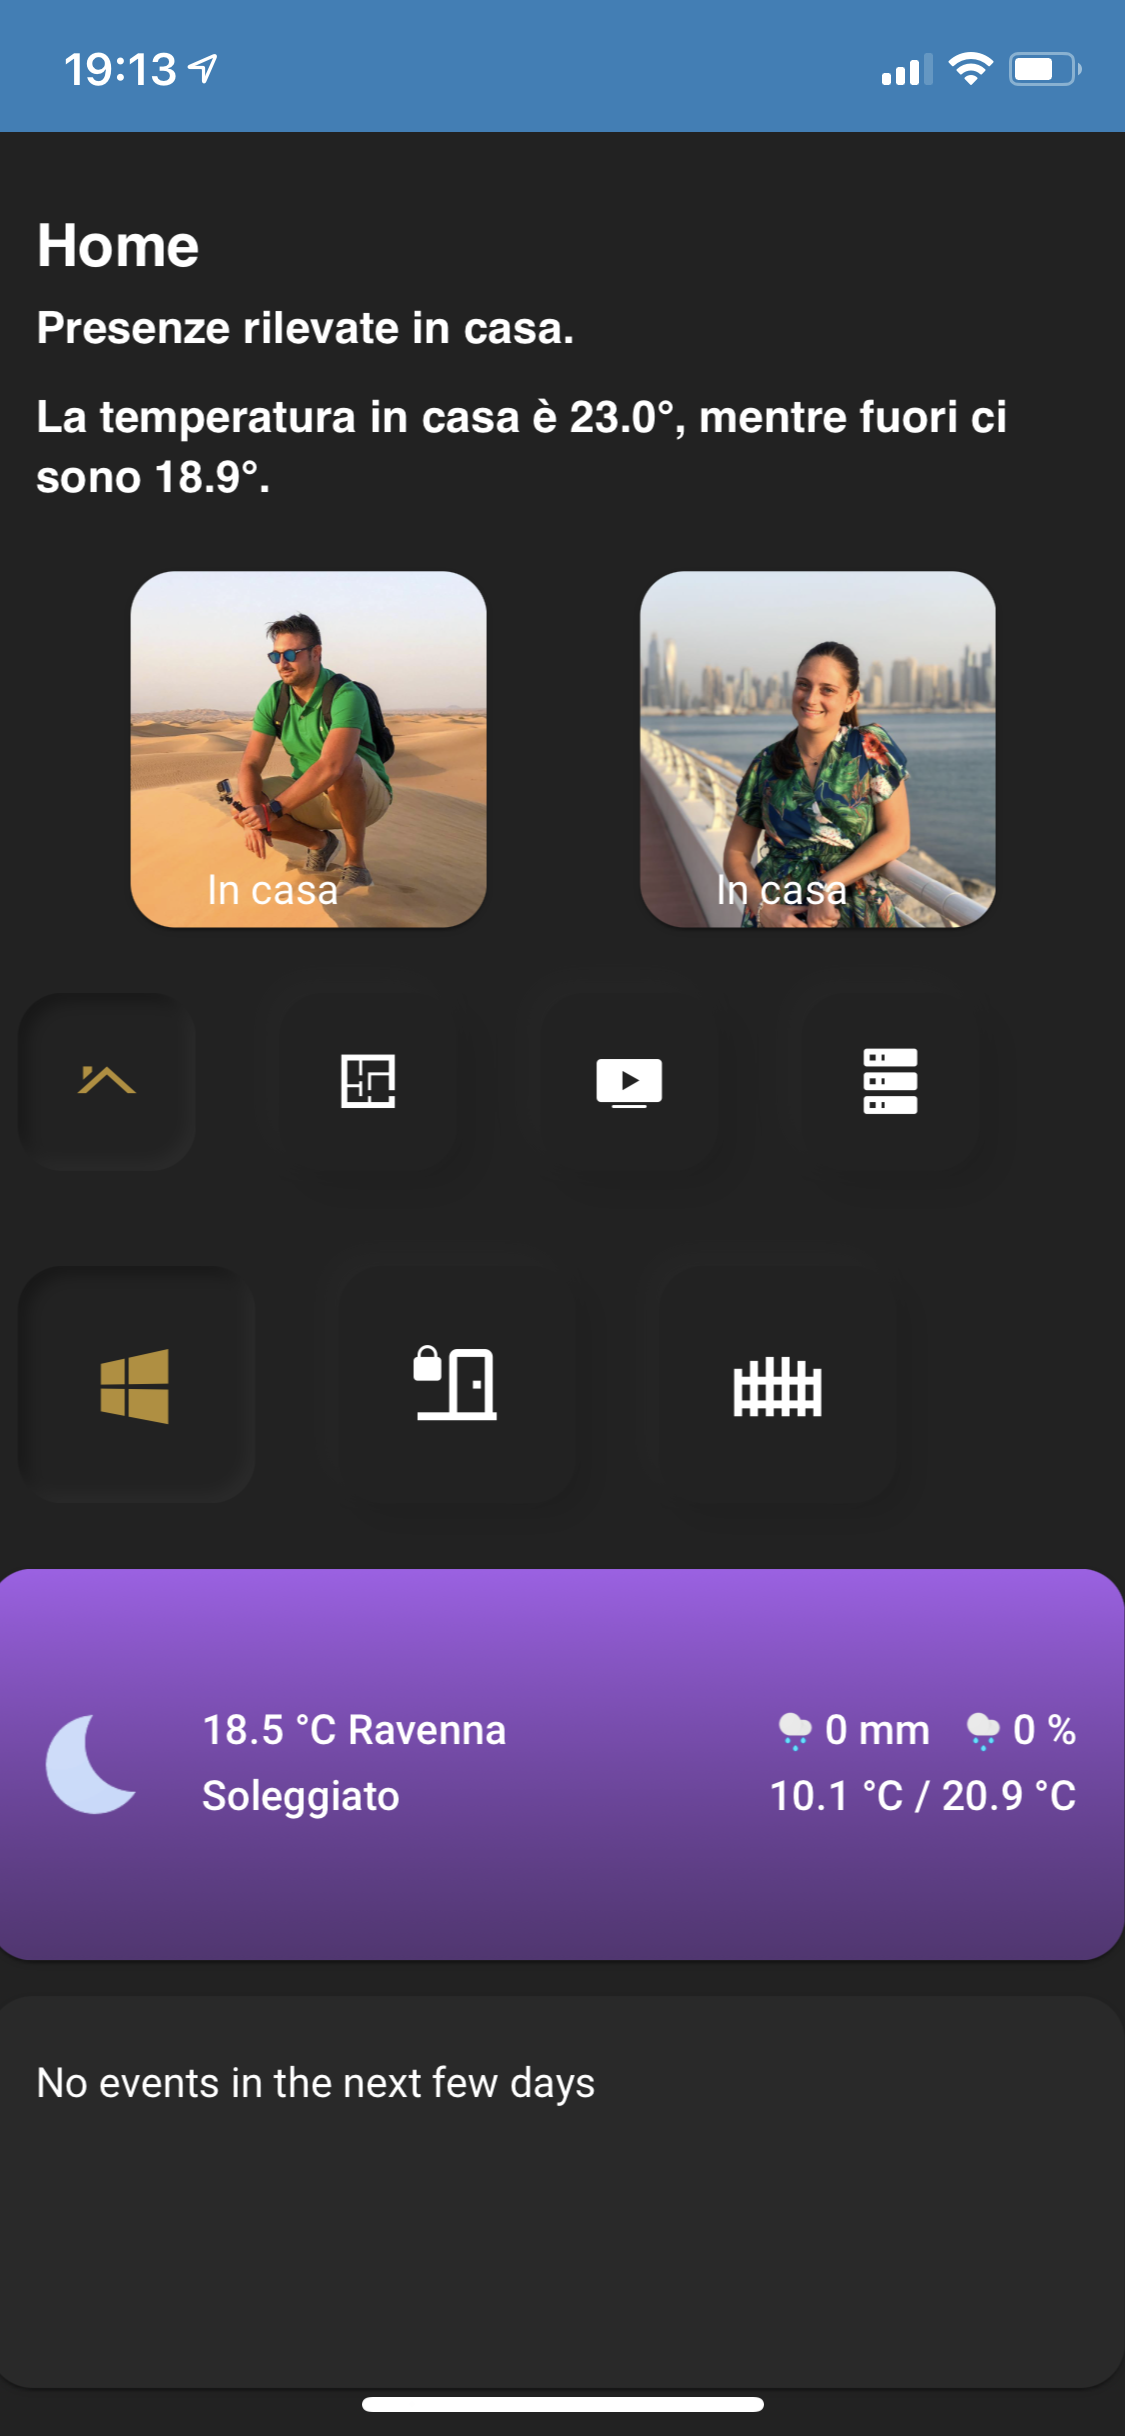 19:13
Home
Presenze rilevate in casa.
La temperatura in casa è 23.0°, mentre fuori ci
sono 18.9°.
In casa
In casa
18.5 °C Ravenna
0 mm 0 %
Soleggiato
10.1 °C / 20.9 °C
No events in the next few days